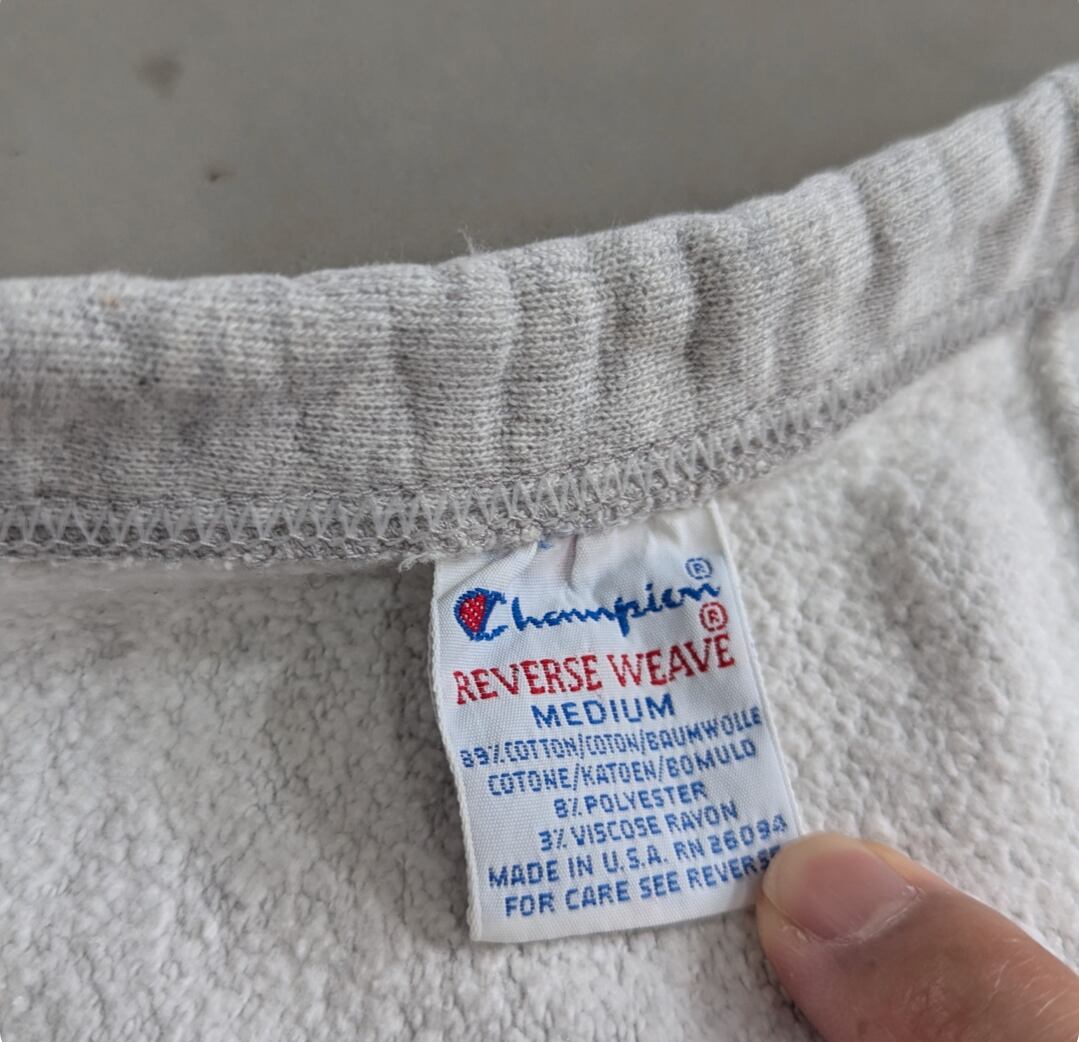 Champion®
REVERSE WEAVE®
MEDIUM
89% COTTON/COTON/BAUMWOLLE
COTONE/KATOEN/BOMULD
8% POLYESTER
3% VISCOSE RAYON
MADE IN U.S.A. RN 26094
FOR CARE SEE REVERSE